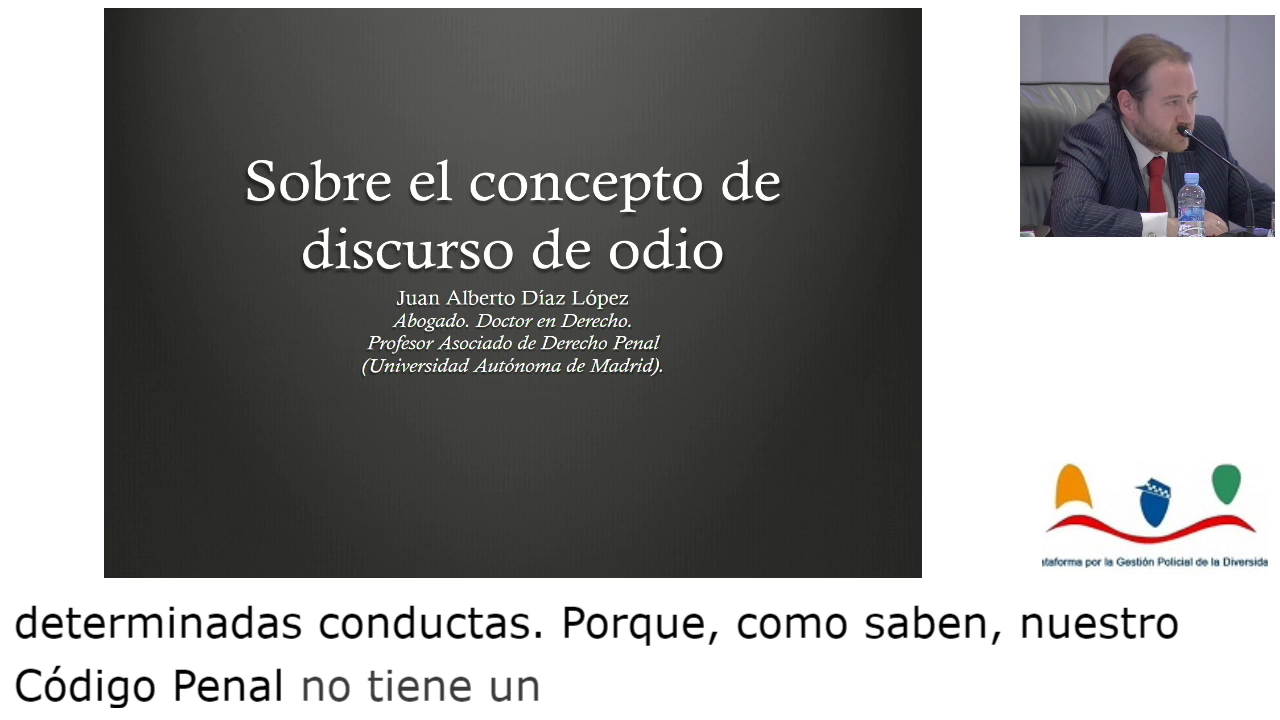 Sobre el concepto de
discurso de odio
Juan Alberto Díaz López
Abogado. Doctor en Derecho.
Profesor Asociado de Derecho Penal
(Universidad Autónoma de Madrid).
ataforma por la Gestión Policial de la Diversida
determinadas conductas. Porque, como saben, nuestro
Código Penal no tiene un